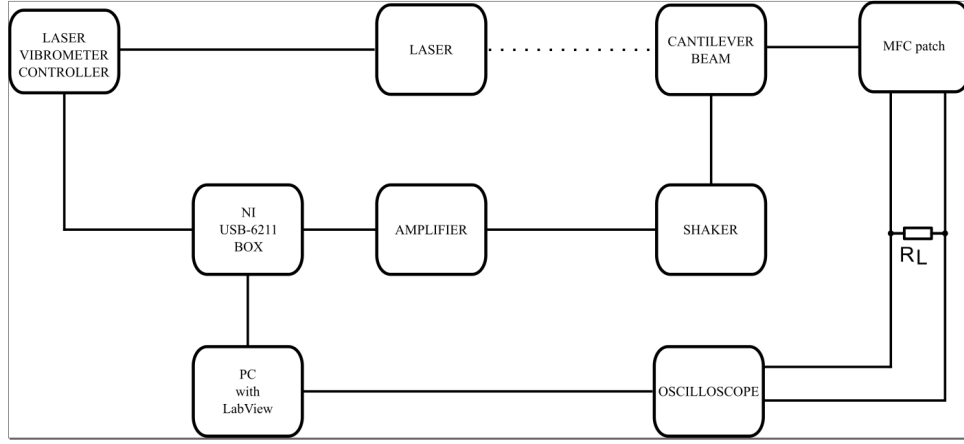 LASER
VIBROMETER
CONTROLLER
LASER
CANTILEVER
BEAM
MFC patch
NI
USB-6211
BOX
AMPLIFIER
SHAKER
RL
PC
with
LabView
OSCILLOSCOPE